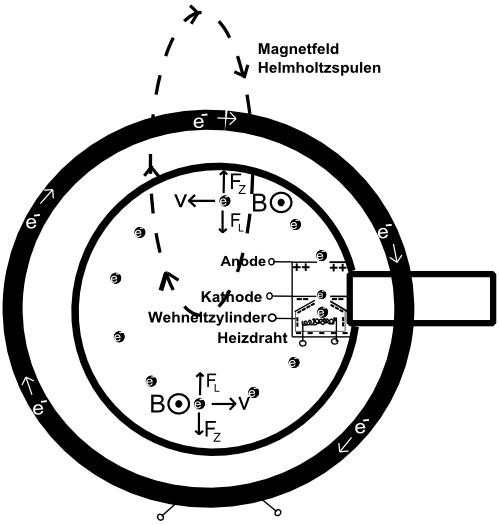 Magnetfeld
Helmholtzspulen
e⁻
e⁻
e⁻
F_Z
V e⁻ B
F_L
e⁻
e⁻
Anode
e⁻
++ ++
e⁻
Kathode
e⁻
Wehneltzylinder
e⁻
Heizdraht
e⁻
e⁻
e⁻
e⁻
F_L
B e⁻ V
F_Z
e⁻
e⁻